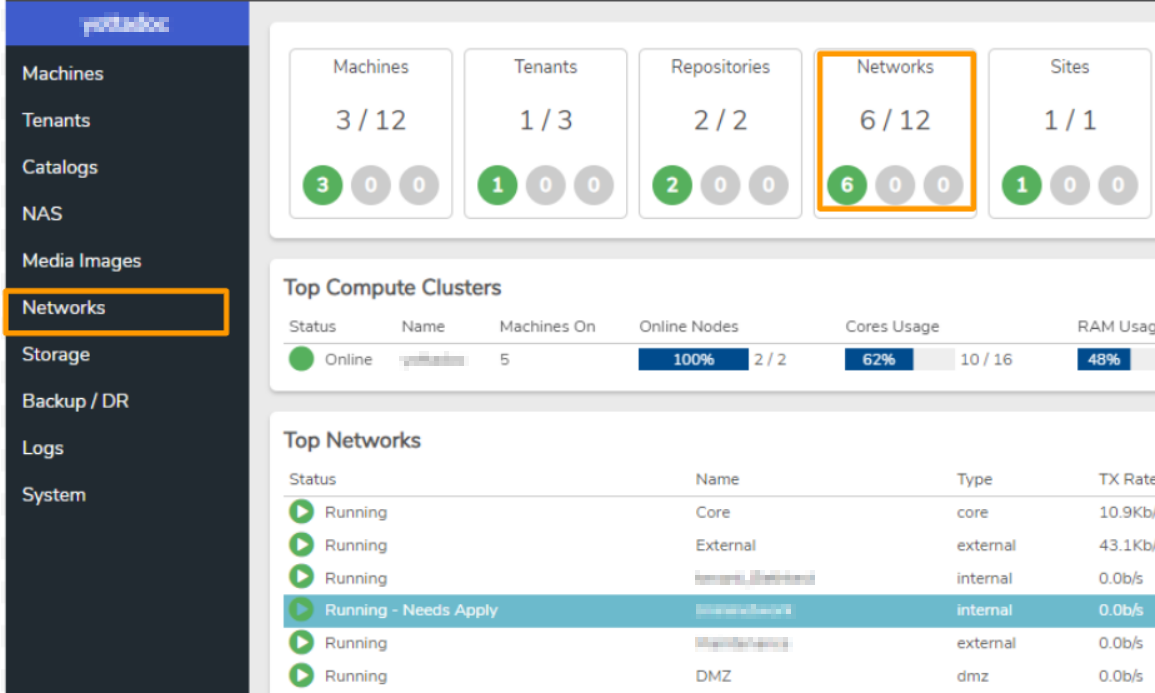 Machines
Tenants
Catalogs
NAS
Media Images
Networks
Storage
Backup / DR
Logs
System
Machines Tenants Repositories Networks Sites
3 / 12 1 / 3 2 / 2 6 / 12 1 / 1
3 0 0 1 0 0 2 0 0 6 0 0 1 0 0
Top Compute Clusters
Status Name Machines On Online Nodes Cores Usage RAM Usag
Online 5 100% 2 / 2 62% 10 / 16 48%
Top Networks
Status Name Type TX Rate
Running Core core 10.9Kb/
Running External external 43.1Kb/
Running internal 0.0b/s
Running - Needs Apply internal 0.0b/s
Running external 0.0b/s
Running DMZ dmz 0.0b/s